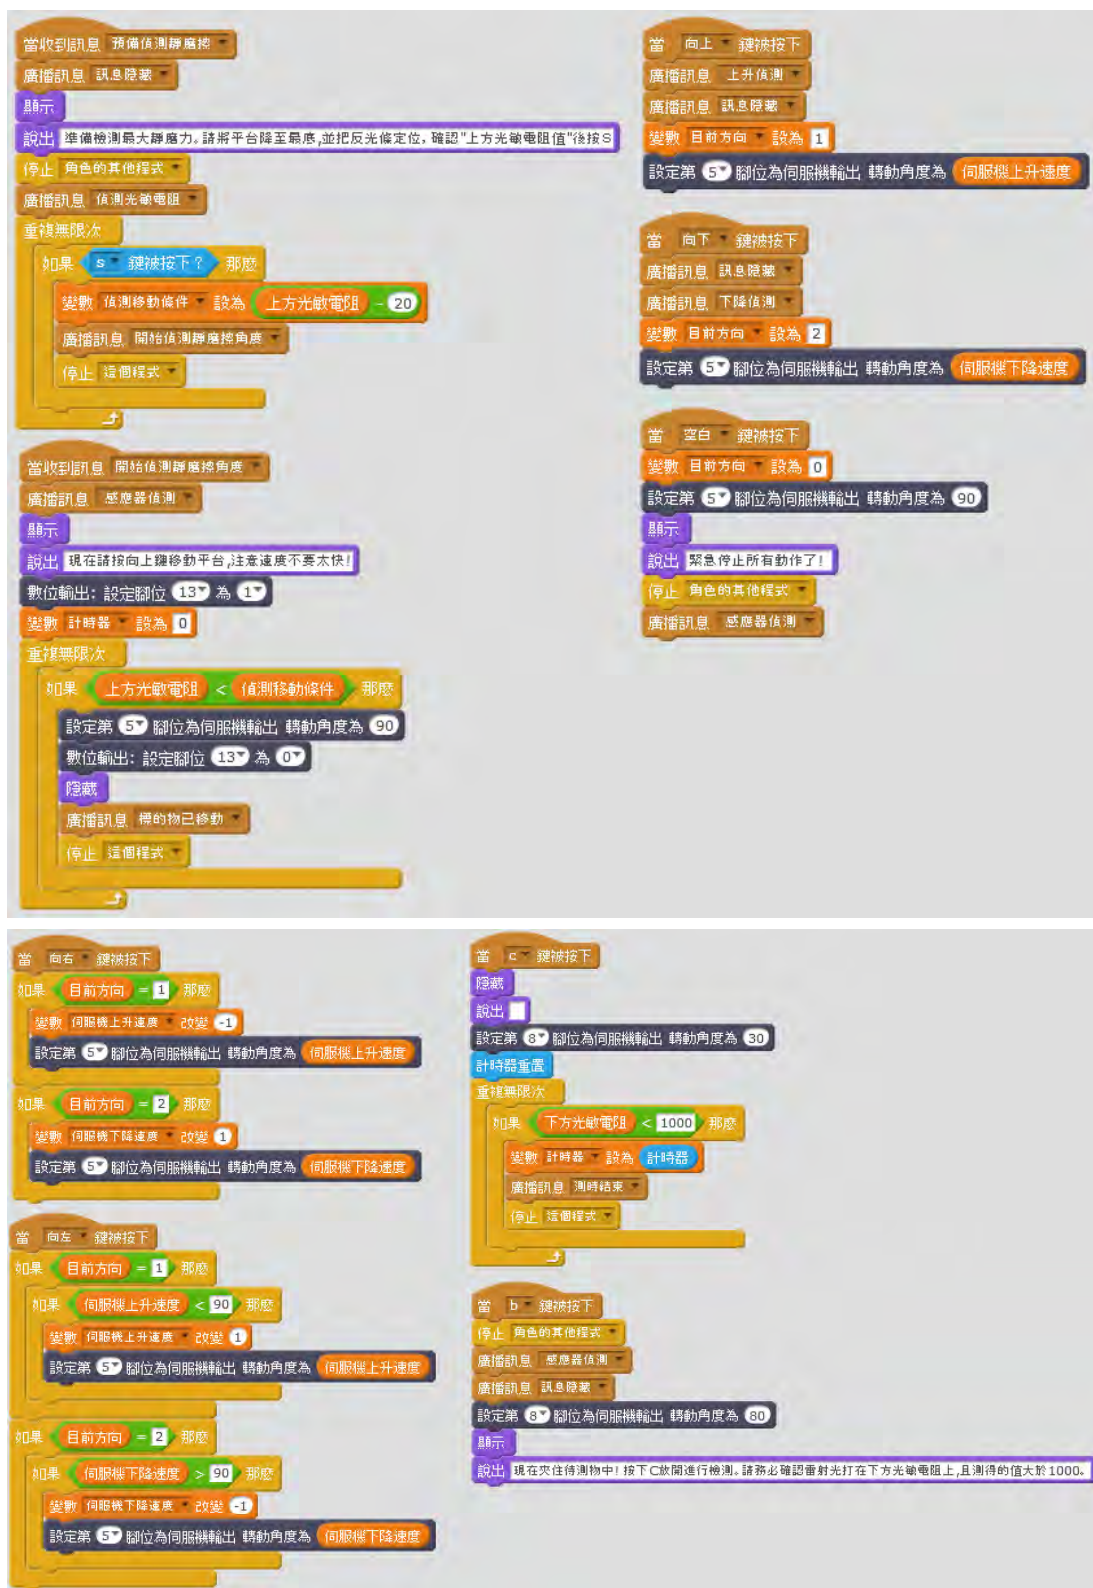 當收到訊息 預備偵測靜磨擦
廣播訊息 訊息隱藏
顯示
說出 準備檢測最大靜磨力。請將平台降至最底,並把反光條定位，確認"上方光敏電阻值"後按S
停止 角色的其他程式
廣播訊息 偵測光敏電阻
重複無限次
如果 s 鍵被按下？ 那麼
變數 偵測移動條件 設為 上方光敏電阻 - 20
廣播訊息 開始偵測靜磨擦角度
停止 這個程式
當收到訊息 開始偵測靜磨擦角度
廣播訊息 感應器偵測
顯示
說出 現在請按向上鍵移動平台,注意速度不要太快!
數位輸出: 設定腳位 13 為 1
變數 計時器 設為 0
重複無限次
如果 上方光敏電阻 < 偵測移動條件 那麼
設定第 5 腳位為伺服機輸出 轉動角度為 90
數位輸出: 設定腳位 13 為 0
隱藏
廣播訊息 標的物已移動
停止 這個程式
當 向上 鍵被按下
廣播訊息 上升偵測
廣播訊息 訊息隱藏
變數 目前方向 設為 1
設定第 5 腳位為伺服機輸出 轉動角度為 伺服機上升速度
當 向下 鍵被按下
廣播訊息 訊息隱藏
廣播訊息 下降偵測
變數 目前方向 設為 2
設定第 5 腳位為伺服機輸出 轉動角度為 伺服機下降速度
當 空白 鍵被按下
變數 目前方向 設為 0
設定第 5 腳位為伺服機輸出 轉動角度為 90
顯示
說出 緊急停止所有動作了!
停止 角色的其他程式
廣播訊息 感應器偵測
當 向右 鍵被按下
如果 目前方向 = 1 那麼
變數 伺服機上升速度 改變 -1
設定第 5 腳位為伺服機輸出 轉動角度為 伺服機上升速度
如果 目前方向 = 2 那麼
變數 伺服機下降速度 改變 1
設定第 5 腳位為伺服機輸出 轉動角度為 伺服機下降速度
當 向左 鍵被按下
如果 目前方向 = 1 那麼
如果 伺服機上升速度 < 90 那麼
變數 伺服機上升速度 改變 1
設定第 5 腳位為伺服機輸出 轉動角度為 伺服機上升速度
如果 目前方向 = 2 那麼
如果 伺服機下降速度 > 90 那麼
變數 伺服機下降速度 改變 -1
設定第 5 腳位為伺服機輸出 轉動角度為 伺服機下降速度
當 c 鍵被按下
隱藏
說出
設定第 8 腳位為伺服機輸出 轉動角度為 30
計時器重置
重複無限次
如果 下方光敏電阻 < 1000 那麼
變數 計時器 設為 計時器
廣播訊息 測時結束
停止 這個程式
當 b 鍵被按下
停止 角色的其他程式
廣播訊息 感應器偵測
廣播訊息 訊息隱藏
設定第 8 腳位為伺服機輸出 轉動角度為 80
顯示
說出 現在夾住待測物中! 按下C放開進行檢測。請務必確認雷射光打在下方光敏電阻上,且測得的值大於1000。